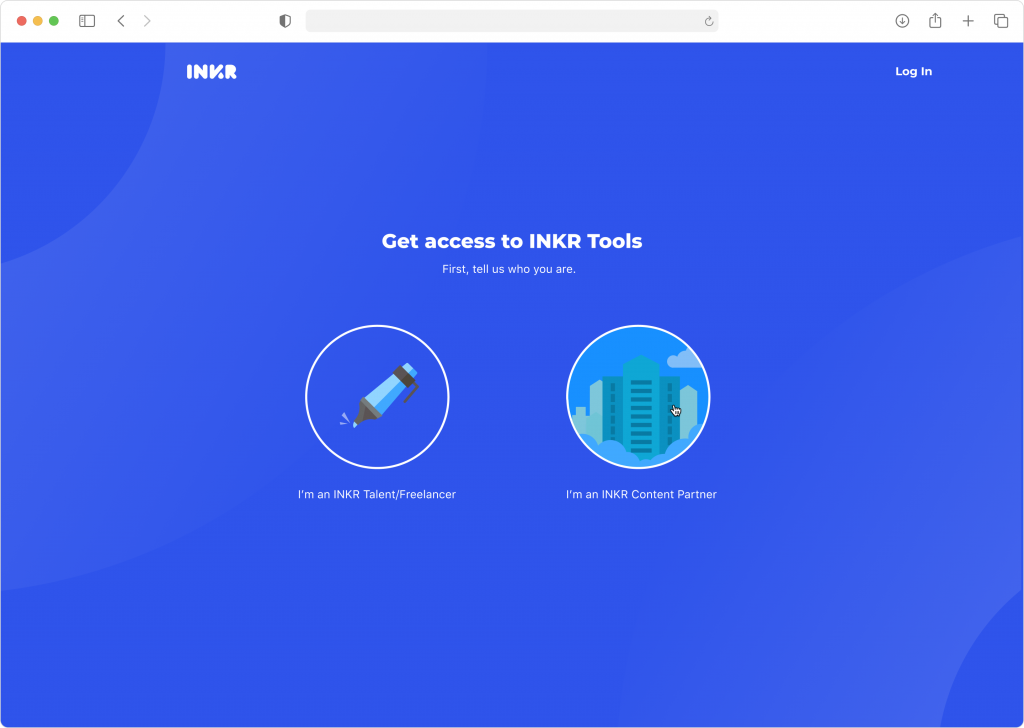 INKR
Log In
Get access to INKR Tools
First, tell us who you are.
I’m an INKR Talent/Freelancer
I’m an INKR Content Partner